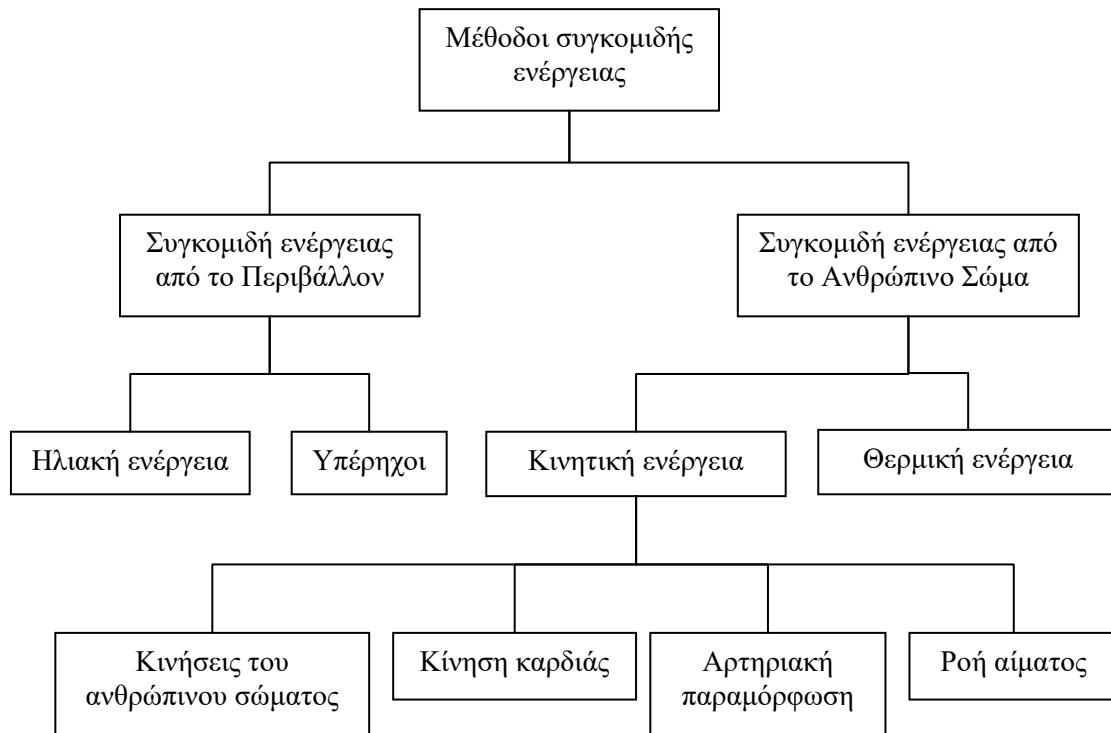 Μέθοδοι συγκομιδής
ενέργειας
Συγκομιδή ενέργειας
από το Περιβάλλον
Συγκομιδή ενέργειας από
το Ανθρώπινο Σώμα
Ηλιακή ενέργεια
Υπέρηχοι
Κινητική ενέργεια
Θερμική ενέργεια
Κινήσεις του
ανθρώπινου σώματος
Κίνηση καρδιάς
Αρτηριακή
παραμόρφωση
Ροή αίματος